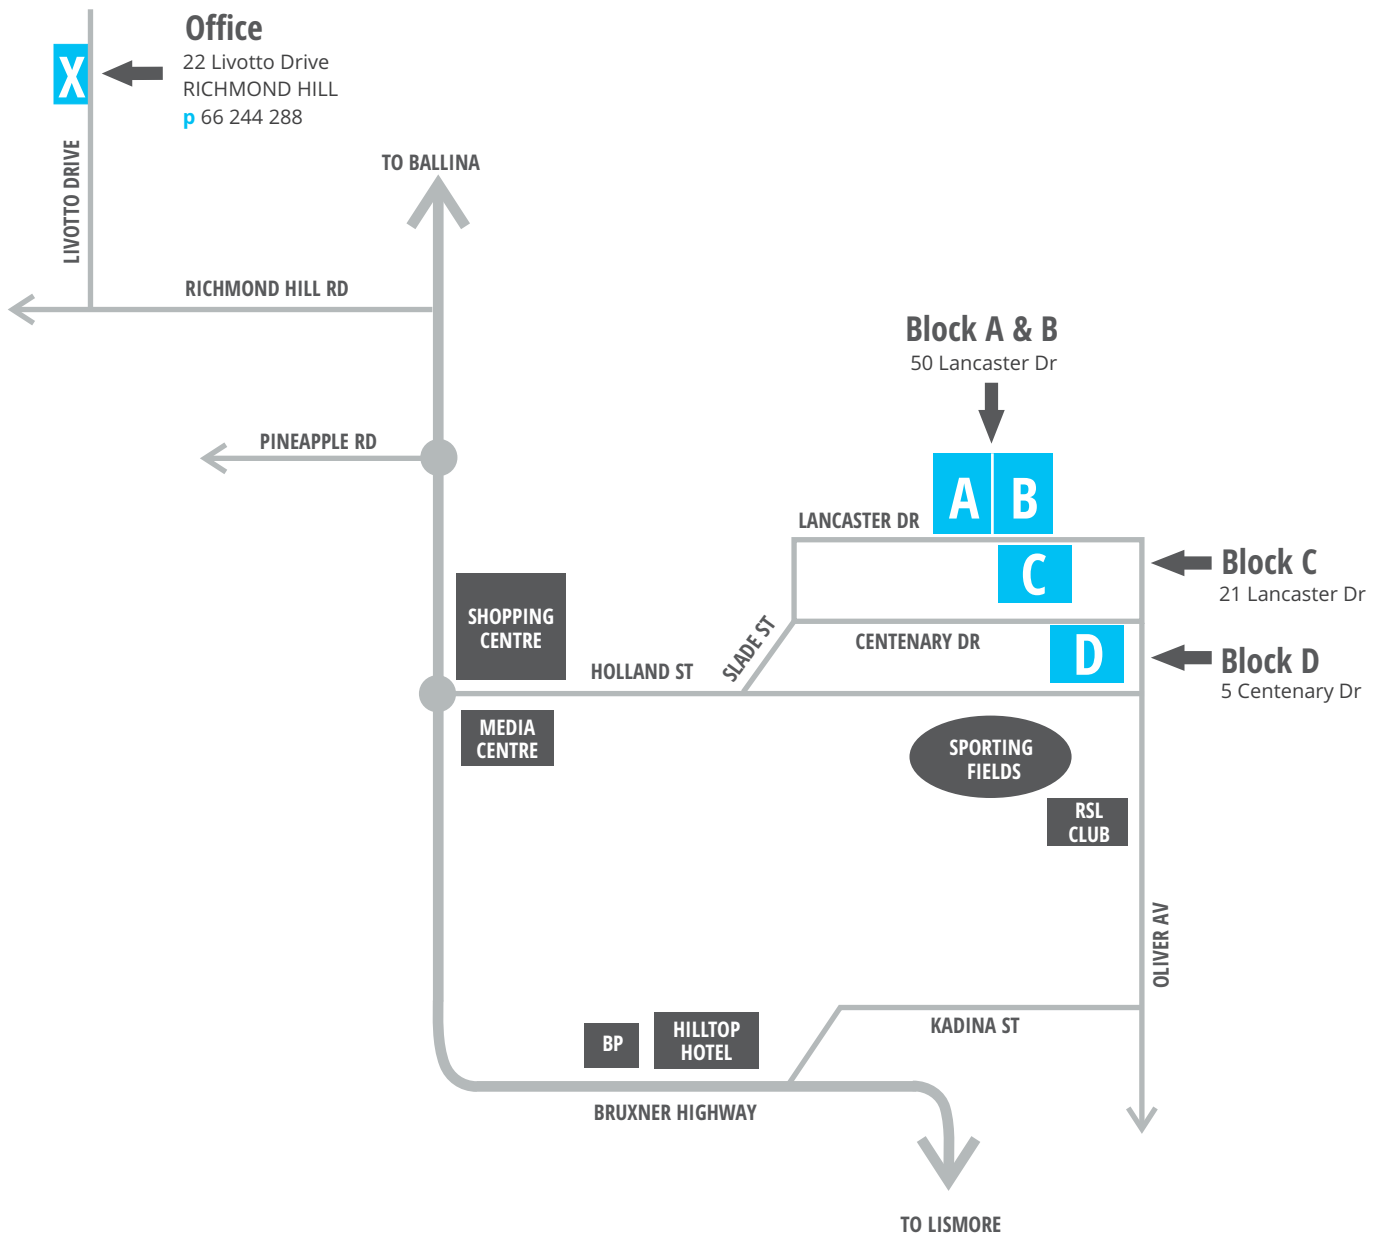 Office
22 Livotto Drive
RICHMOND HILL
p 66 244 288
X
LIVOTTO DRIVE
TO BALLINA
RICHMOND HILL RD
PINEAPPLE RD
Block A & B
50 Lancaster Dr
A B
LANCASTER DR
C
Block C
21 Lancaster Dr
SHOPPING
CENTRE
SLADE ST
CENTENARY DR
D
Block D
5 Centenary Dr
HOLLAND ST
MEDIA
CENTRE
SPORTING
FIELDS
RSL
CLUB
OLIVER AV
KADINA ST
BP
HILLTOP
HOTEL
BRUXNER HIGHWAY
TO LISMORE